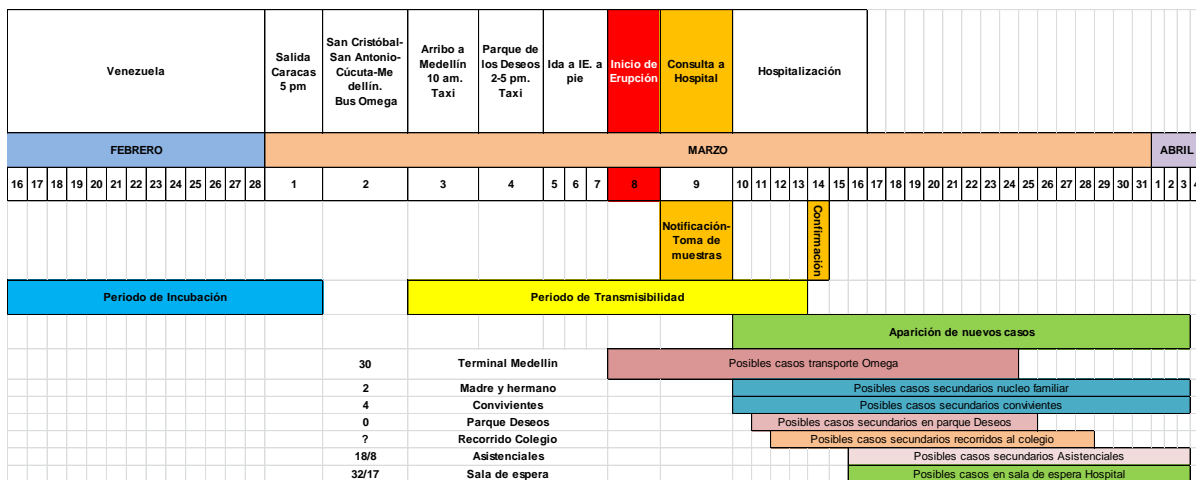 Venezuela
Salida
Caracas
5 pm
San Cristóbal-
San Antonio-
Cúcuta-Me
dellín.
Bus Omega
Arribo a
Medellín
10 am.
Taxi
Parque de
los Deseos
2-5 pm.
Taxi
Ida a IE. a
pie
Inicio de
Erupción
Consulta a
Hospital
Hospitalización
FEBRERO MARZO ABRIL
16 17 18 19 20 21 22 23 24 25 26 27 28 1 2 3 4 5 6 7 8 9 10 11 12 13 14 15 16 17 18 19 20 21 22 23 24 25 26 27 28 29 30 31 1 2 3 4
Notificación-
Toma de
muestras
Confirmación
Periodo de Incubación Periodo de Transmisibilidad
Aparición de nuevos casos
30 Terminal Medellin Posibles casos transporte Omega
2 Madre y hermano Posibles casos secundarios nucleo familiar
4 Convivientes Posibles casos secundarios convivientes
0 Parque Deseos Posibles casos secundarios en parque Deseos
? Recorrido Colegio Posibles casos secundarios recorridos al colegio
18/8 Asistenciales Posibles casos secundarios Asistenciales
32/17 Sala de espera Posibles casos en sala de espera Hospital